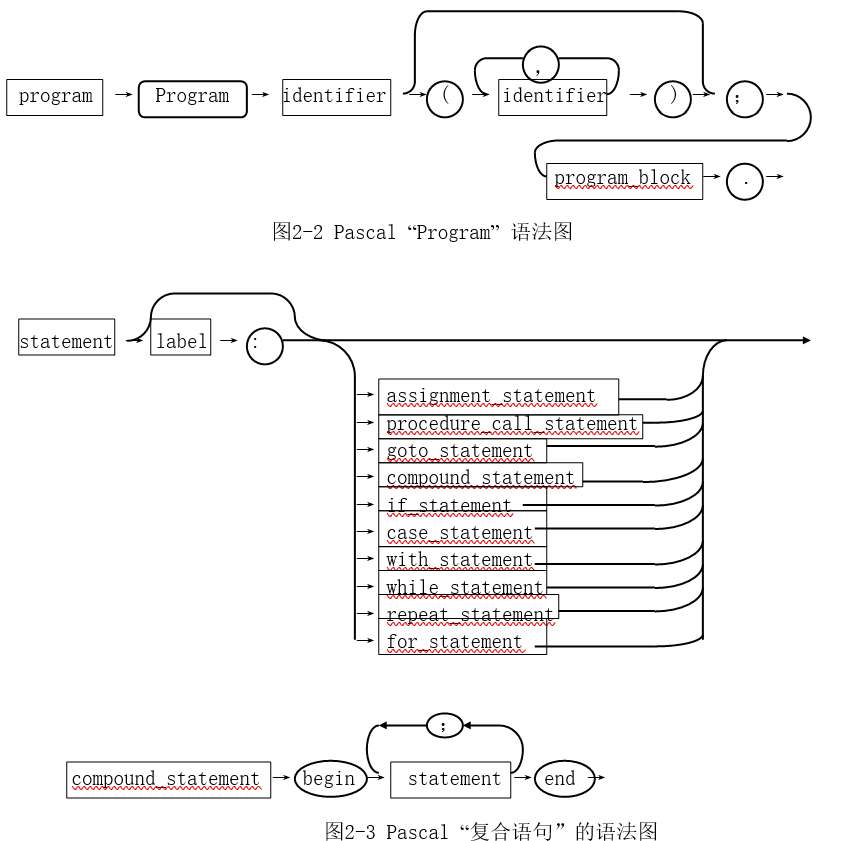 ,
program Program identifier ( identifier ) ;
program_block .
图2-2 Pascal “Program” 语法图
statement label :
assignment_statement
procedure_call_statement
goto_statement
compound_statement
if_statement
case_statement
with_statement
while_statement
repeat_statement
for_statement
;
compound_statement begin statement end
图2-3 Pascal “复合语句” 的语法图